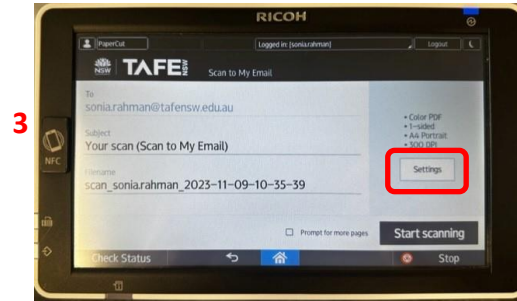 RICOH
PaperCut
Logged in: (sonia.rahman)
Logout
NSW TAFE NSW
Scan to My Email
To
sonia.rahman@tafensw.edu.au
3
Subject
Your scan (Scan to My Email)
• Color PDF
• 1-sided
• A4 Portrait
• 300 DPI
NFC
Settings
Filename
scan_sonia.rahman_2023-11-09-10-35-39
Prompt for more pages
Start scanning
Check Status
Stop